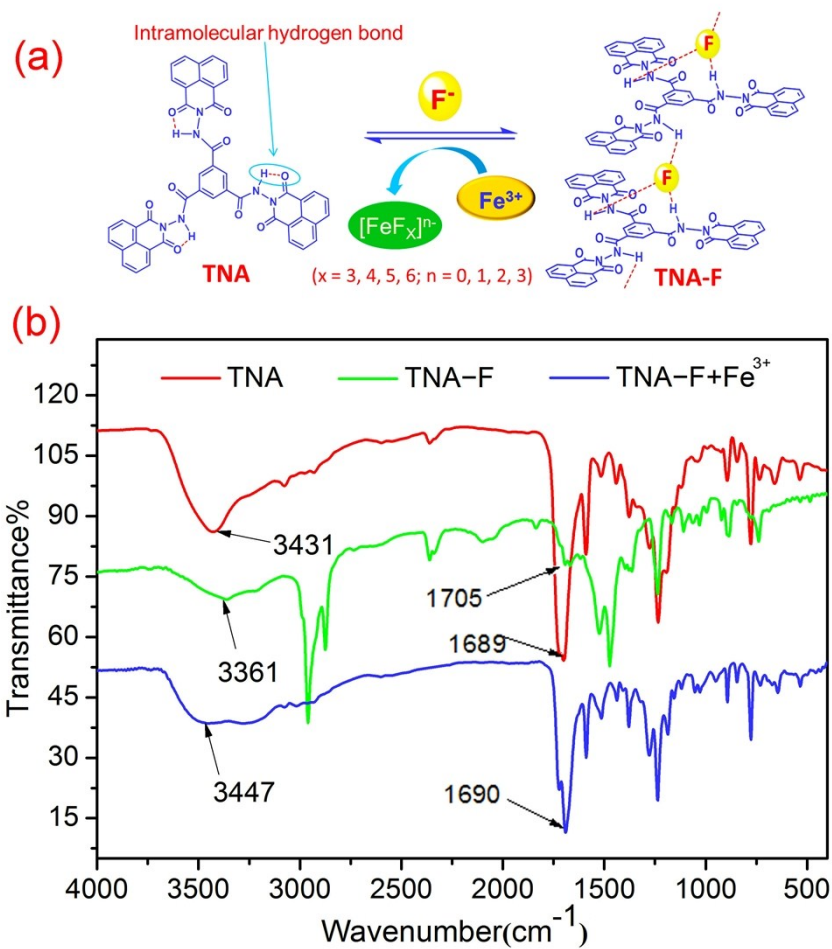 (a)
Intramolecular hydrogen bond
F⁻
Fe³⁺
[FeFₓ]ⁿ⁻
TNA
(x = 3, 4, 5, 6; n = 0, 1, 2, 3)
F
F
TNA-F
(b)
TNA
TNA−F
TNA−F+Fe³⁺
Transmittance%
120
105
90
75
60
45
30
15
3431
3361
3447
1705
1689
1690
4000 3500 3000 2500 2000 1500 1000 500
Wavenumber(cm⁻¹)